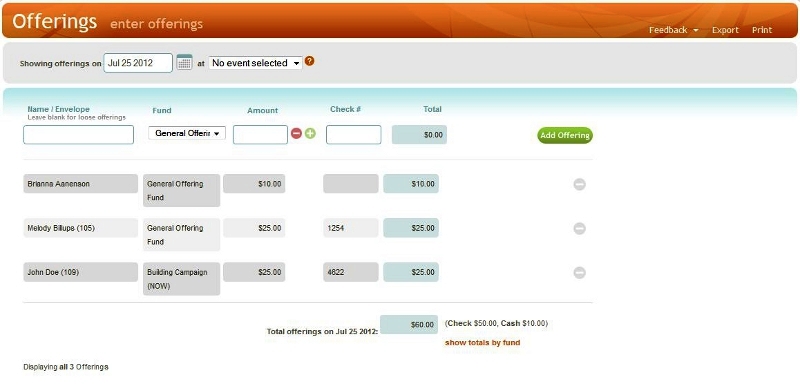 Offerings enter offerings
Feedback Export Print
Showing offerings on Jul 25 2012 at No event selected ?
Name / Envelope Fund Amount Check # Total
Leave blank for loose offerings
General Offerin $0.00 Add Offering
Brianna Aanenson General Offering $10.00 $10.00
Fund
Melody Billups (105) General Offering $25.00 1254 $25.00
Fund
John Doe (109) Building Campaign $25.00 4622 $25.00
(NOW)
Total offerings on Jul 25 2012: $60.00 (Check $50.00, Cash $10.00)
show totals by fund
Displaying all 3 Offerings